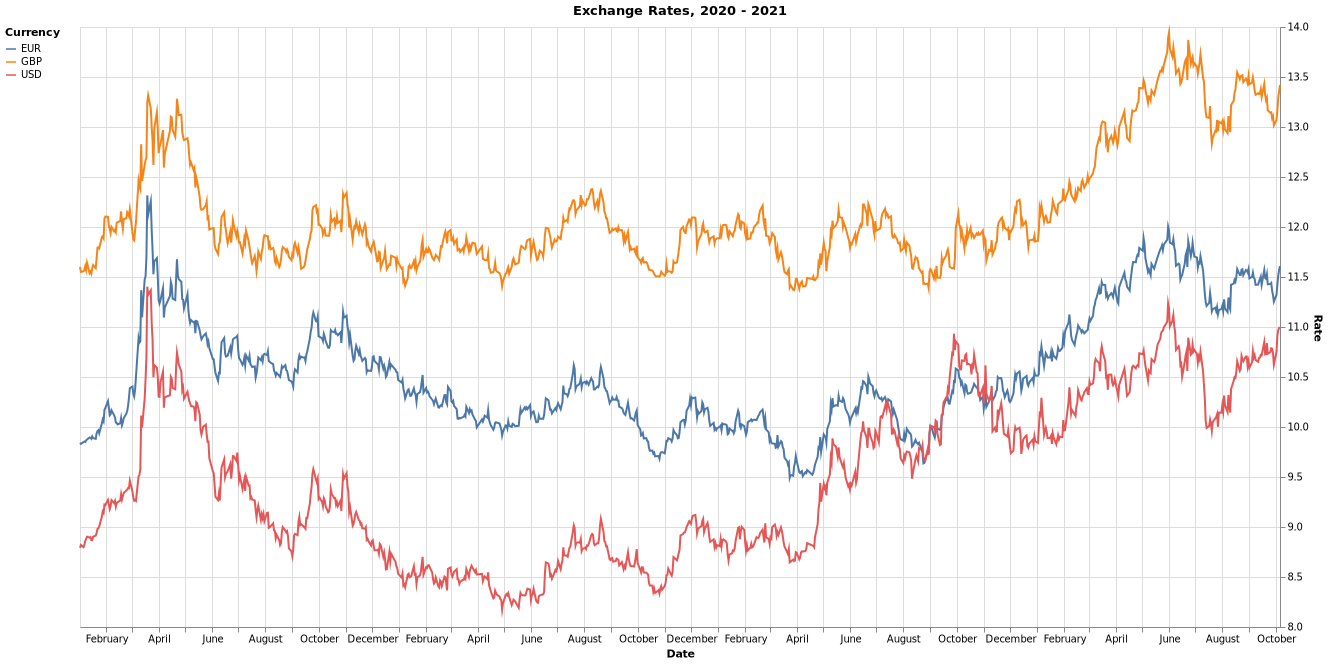 Exchange Rates, 2020 - 2021
Currency
EUR
GBP
USD
14.0
13.5
13.0
12.5
12.0
11.5
11.0
10.5
10.0
9.5
9.0
8.5
8.0
Rate
February April June August October December February April June August October December February April June August October December February April June August October
Date